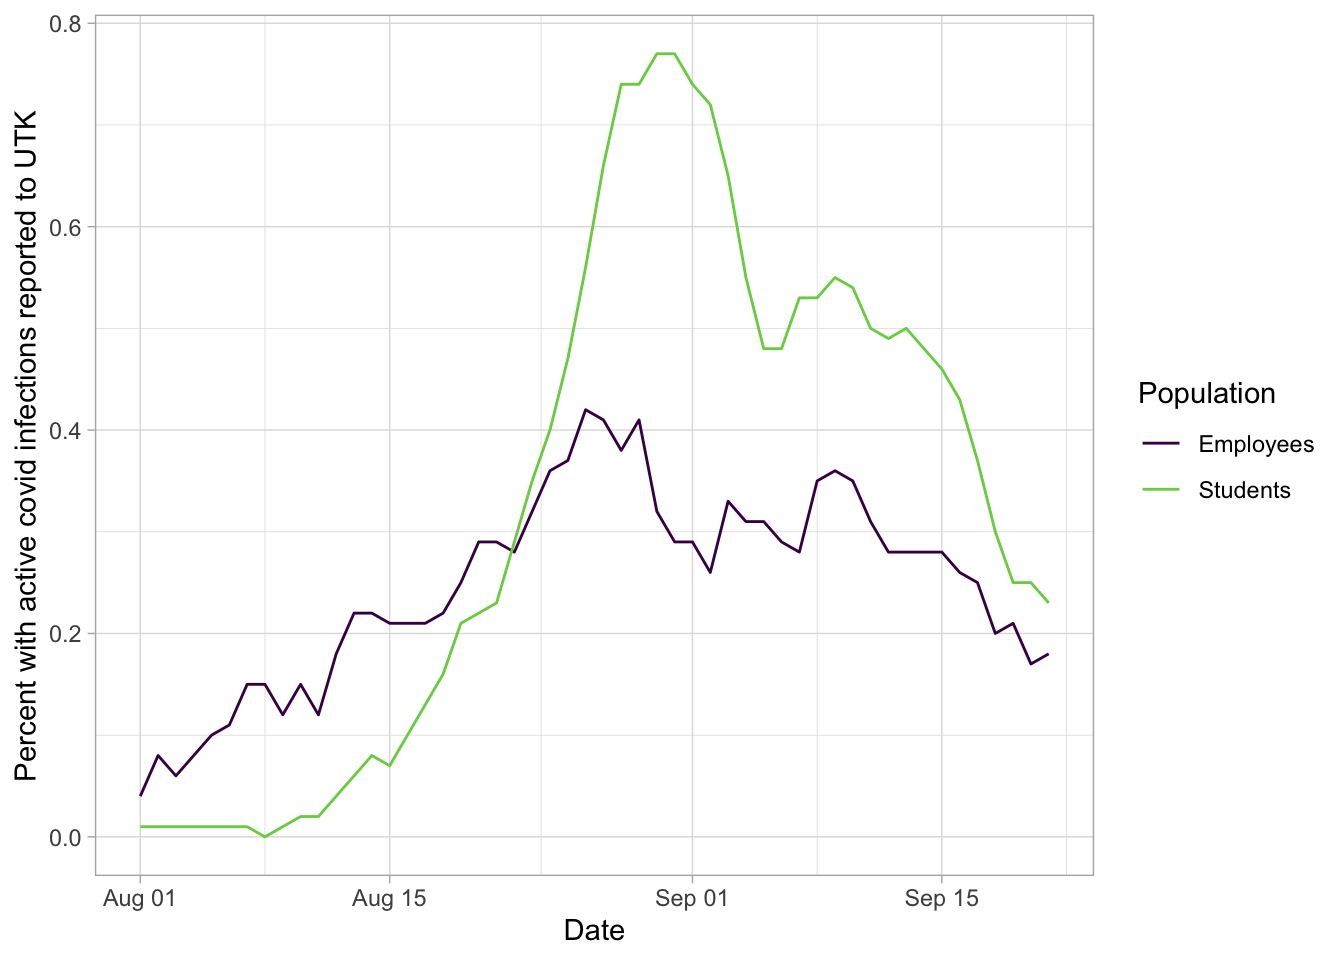 Percent with active covid infections reported to UTK
0.8
0.6
0.4
0.2
0.0
Aug 01 Aug 15 Sep 01 Sep 15
Date
Population
Employees
Students